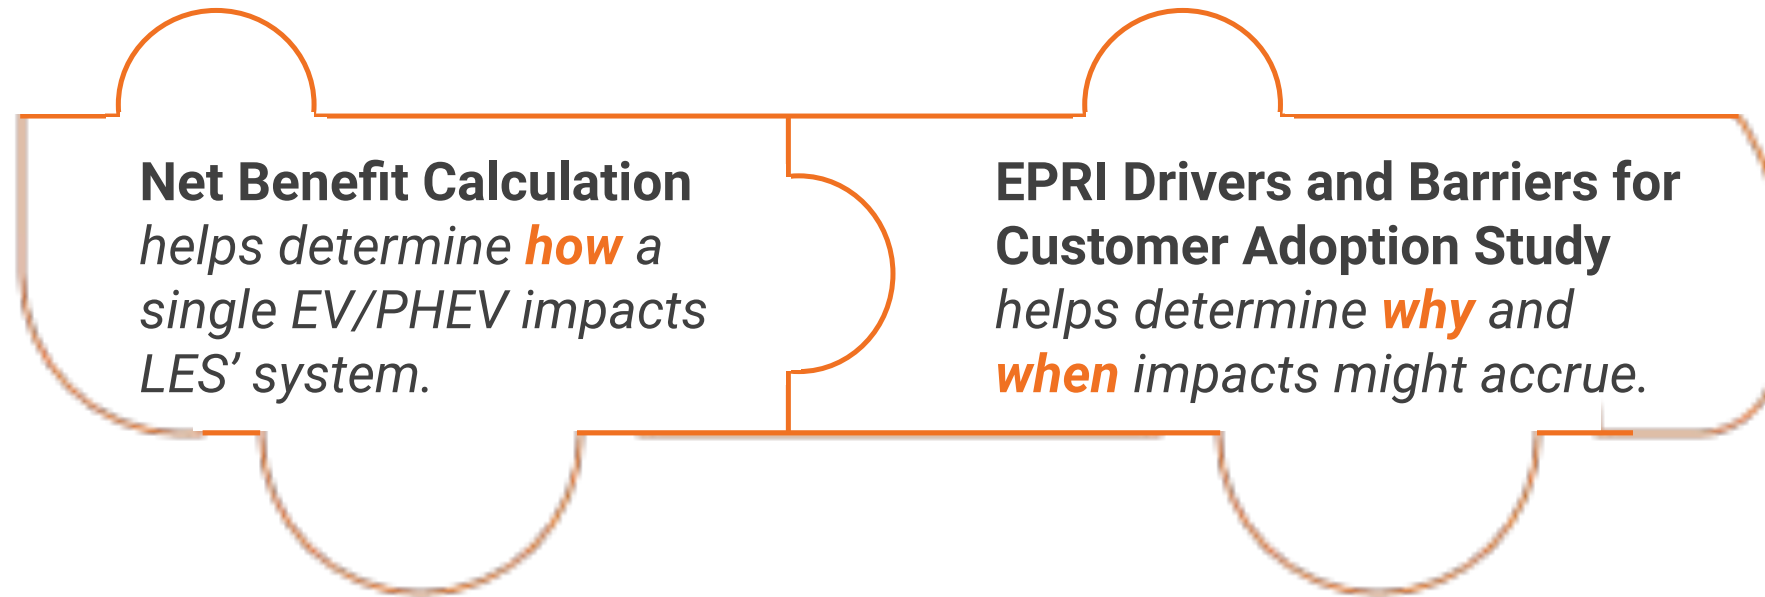 Net Benefit Calculation
helps determine how a
single EV/PHEV impacts
LES’ system.
EPRI Drivers and Barriers for
Customer Adoption Study
helps determine why and
when impacts might accrue.